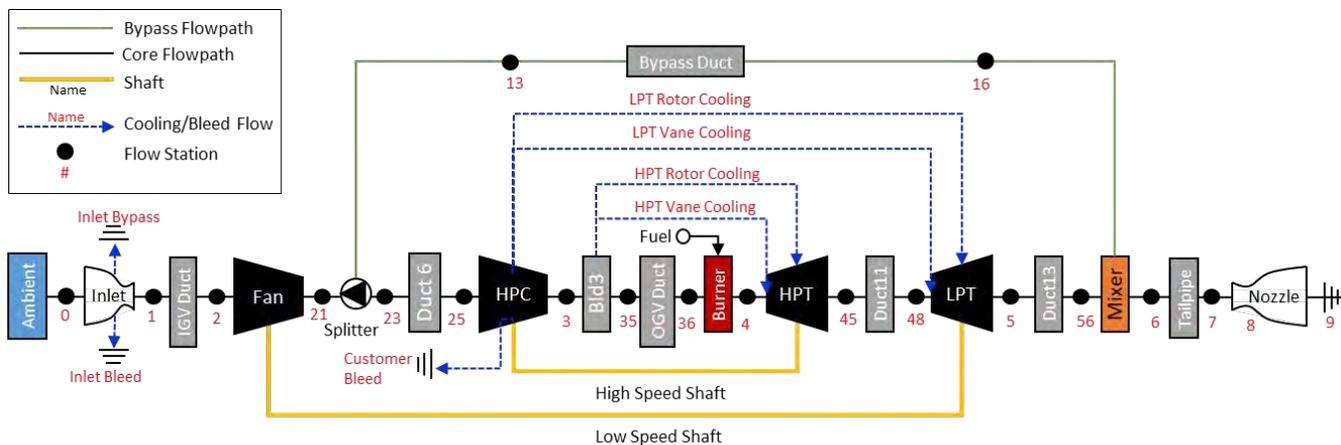 Bypass Flowpath
Core Flowpath
Shaft
Name
Name
Cooling/Bleed Flow
Flow Station
#
Bypass Duct
13
16
LPT Rotor Cooling
LPT Vane Cooling
HPT Rotor Cooling
HPT Vane Cooling
Fuel
Inlet Bypass
Ambient
0
Inlet
1
IGV Duct
2
Fan
21
Splitter
23
Duct 6
25
HPC
3
Bld3
35
OGV Duct
36
Burner
4
HPT
45
Duct11
48
LPT
5
Duct13
56
Mixer
6
Tailpipe
7
Nozzle
8
9
Inlet Bleed
Customer
Bleed
High Speed Shaft
Low Speed Shaft